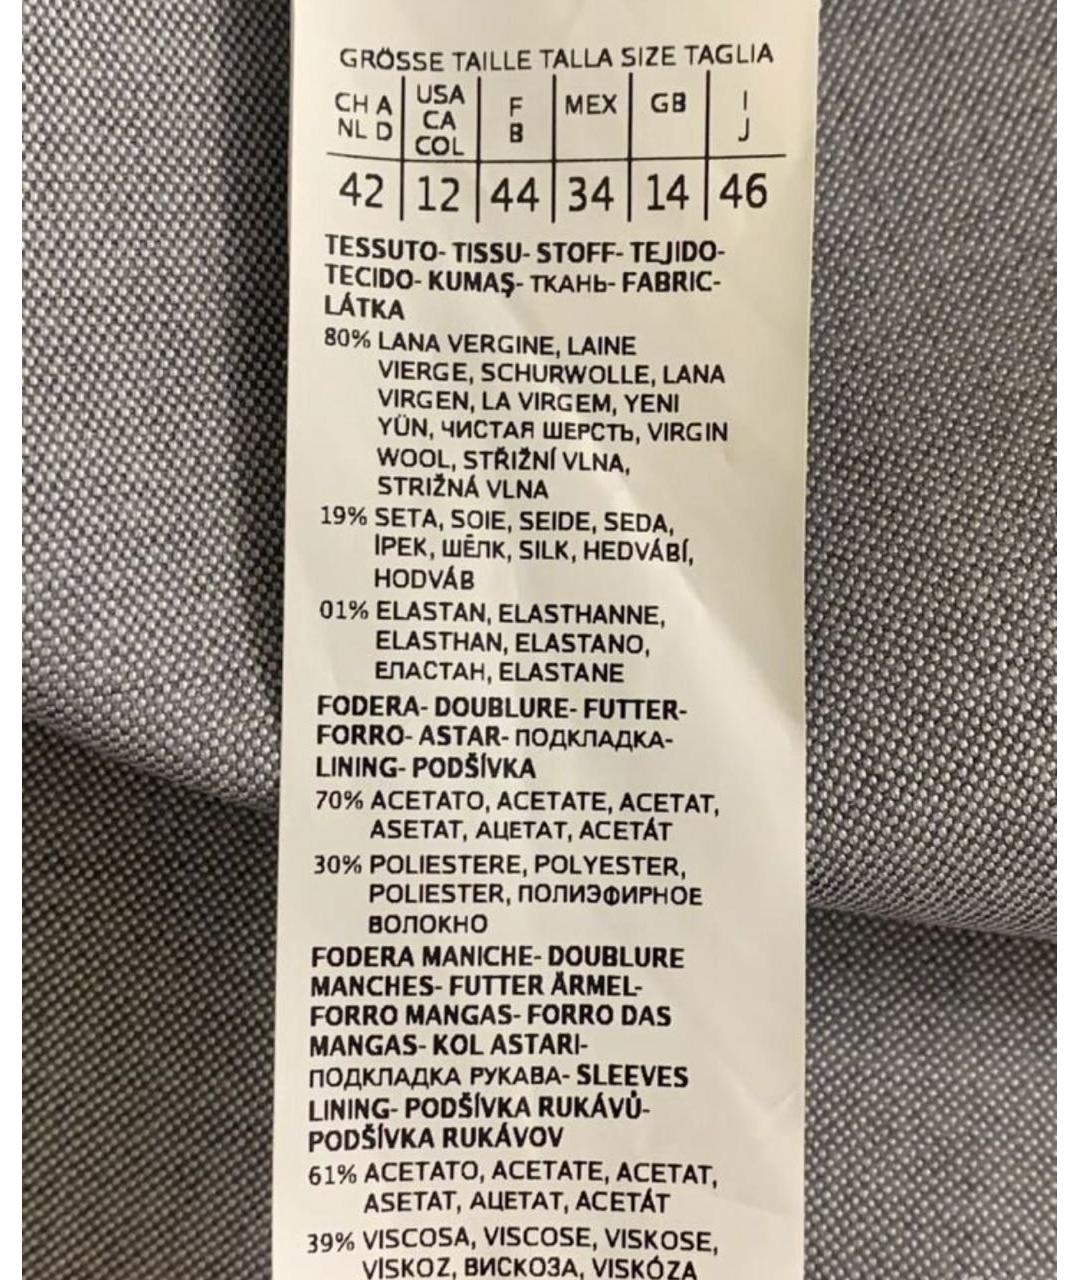 GRÖSSE TAILLE TALLA SIZE TAGLIA
CH A NL D | USA CA COL | F B | MEX | GB | I J
42 | 12 | 44 | 34 | 14 | 46
TESSUTO- TISSU- STOFF- TEJIDO-
TECIDO- KUMAŞ- ТКАНЬ- FABRIC-
LÁTKA
80% LANA VERGINE, LAINE
VIERGE, SCHURWOLLE, LANA
VIRGEN, LA VIRGEM, YENI
YÜN, ЧИСТАЯ ШЕРСТЬ, VIRGIN
WOOL, STŘIŽNÍ VLNA,
STRIŽNÁ VLNA
19% SETA, SOIE, SEIDE, SEDA,
İPEK, ШЁЛК, SILK, HEDVÁBÍ,
HODVÁB
01% ELASTAN, ELASTHANNE,
ELASTHAN, ELASTANO,
ЕЛАСТАН, ELASTANE
FODERA- DOUBLURE- FUTTER-
FORRO- ASTAR- ПОДКЛАДКА-
LINING- PODŠÍVKA
70% ACETATO, ACETATE, ACETAT,
ASETAT, АЦЕТАТ, ACETÁT
30% POLIESTERE, POLYESTER,
POLIESTER, ПОЛИЭФИРНОЕ
ВОЛОКНО
FODERA MANICHE- DOUBLURE
MANCHES- FUTTER ÄRMEL-
FORRO MANGAS- FORRO DAS
MANGAS- KOL ASTARI-
ПОДКЛАДКА РУКАВА- SLEEVES
LINING- PODŠÍVKA RUKÁVŮ-
PODŠÍVKA RUKÁVOV
61% ACETATO, ACETATE, ACETAT,
ASETAT, АЦЕТАТ, ACETÁT
39% VISCOSA, VISCOSE, VISKOSE,
VİSKOZ, ВИСКОЗА, VISKÓZA